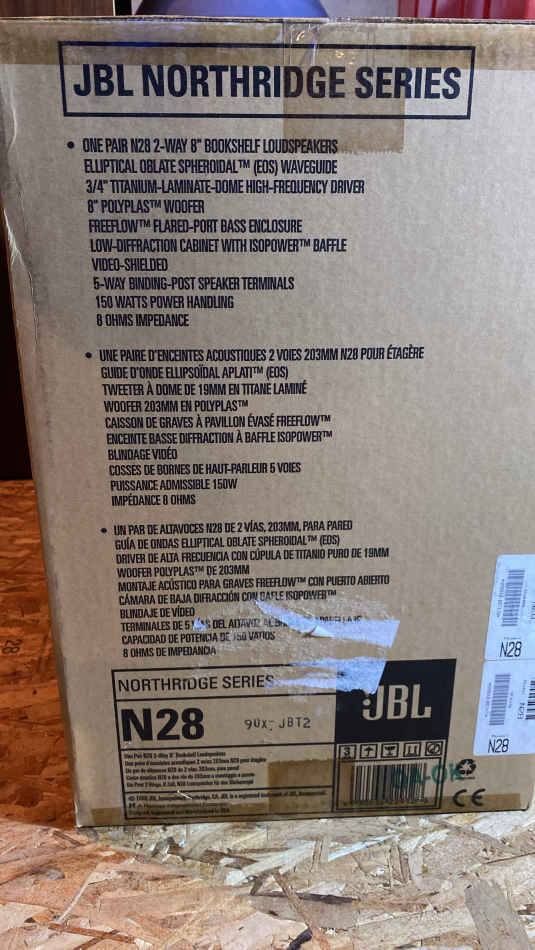 JBL NORTHRIDGE SERIES
• ONE PAIR N28 2-WAY 8" BOOKSHELF LOUDSPEAKERS
ELLIPTICAL OBLATE SPHEROIDAL™ (EOS) WAVEGUIDE
3/4" TITANIUM-LAMINATE-DOME HIGH-FREQUENCY DRIVER
8" POLYPLAS™ WOOFER
FREEFLOW™ FLARED-PORT BASS ENCLOSURE
LOW-DIFFRACTION CABINET WITH ISOPOWER™ BAFFLE
VIDEO-SHIELDED
5-WAY BINDING-POST SPEAKER TERMINALS
150 WATTS POWER HANDLING
8 OHMS IMPEDANCE
• UNE PAIRE D'ENCEINTES ACOUSTIQUES 2 VOIES 203MM N28 POUR ÉTAGÈRE
GUIDE D'ONDE ELLIPSOÏDAL APLATI™ (EOS)
TWEETER À DOME DE 19MM EN TITANE LAMINÉ
WOOFER 203MM EN POLYPLAS™
CAISSON DE GRAVES À PAVILLON ÉVASÉ FREEFLOW™
ENCEINTE BASSE DIFFRACTION À BAFFLE ISOPOWER™
BLINDAGE VIDÉO
COSSES DE BORNES DE HAUT-PARLEUR 5 VOIES
PUISSANCE ADMISSIBLE 150W
IMPÉDANCE 8 OHMS
• UN PAR DE ALTAVOCES N28 DE 2 VÍAS, 203MM, PARA PARED
GUÍA DE ONDAS ELLIPTICAL OBLATE SPHEROIDAL™ (EOS)
DRIVER DE ALTA FRECUENCIA CON CÚPULA DE TITANIO PURO DE 19MM
WOOFER POLYPLAS™ DE 203MM
MONTAJE ACÚSTICO PARA GRAVES FREEFLOW™ CON PUERTO ABIERTO
CÁMARA DE BAJA DIFRACCIÓN CON BAFLE ISOPOWER™
BLINDAJE DE VÍDEO
TERMINALES DE 5 VÍAS DEL ALTAVOZ
CAPACIDAD DE POTENCIA DE 150 VATIOS
8 OHMS DE IMPEDANCIA
NORTHRIDGE SERIES
N28
90X-JBT2
JBL
3
QA-OK
CE
N28
N28
N28